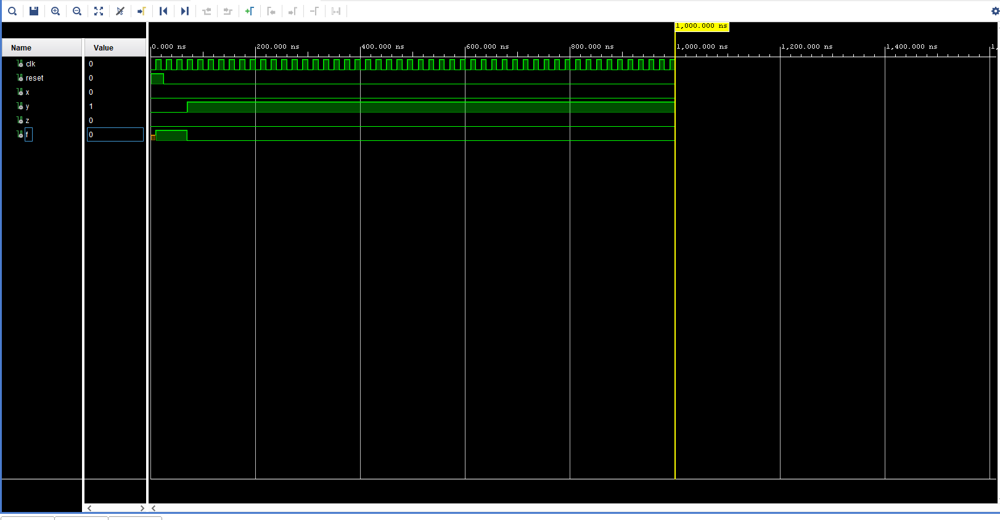 1,000.000 ns
Name Value
0.000 ns 200.000 ns 400.000 ns 600.000 ns 800.000 ns 1,000.000 ns 1,200.000 ns 1,400.000 ns 1,
clk 0
reset 0
x 0
y 1
z 0
f 0